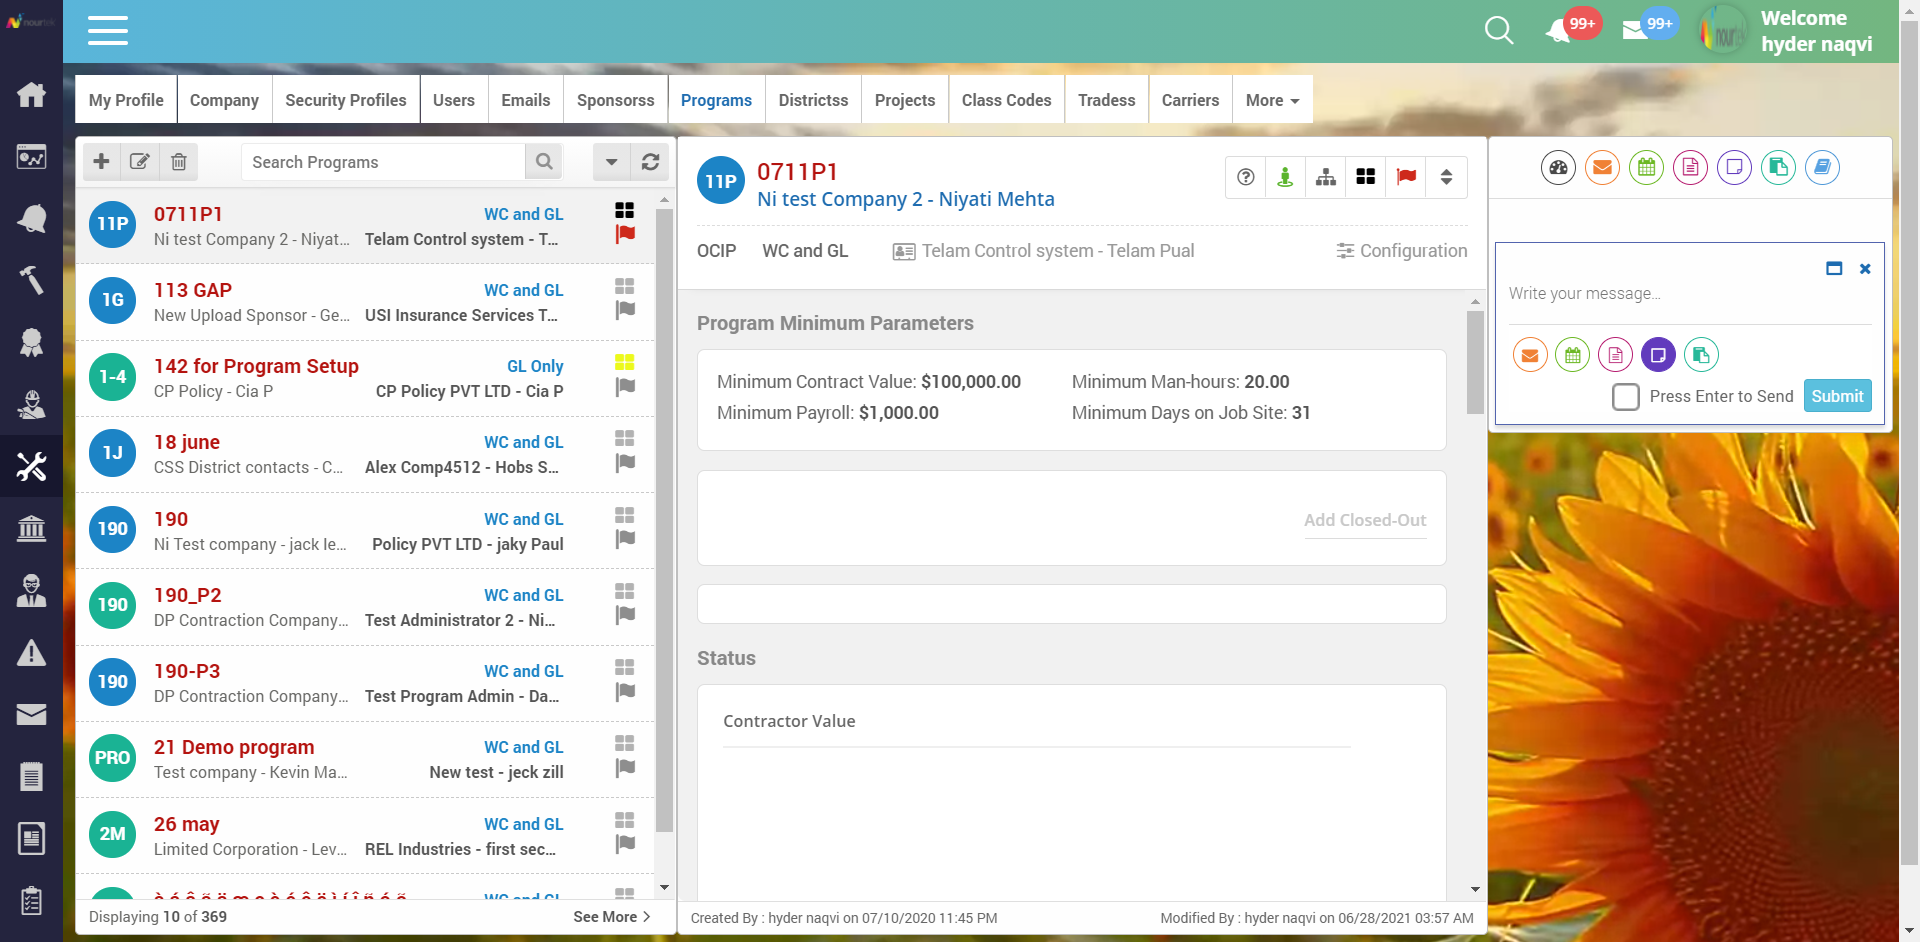 nourtek
99+
99+
Welcome
hyder naqvi
My Profile
Company
Security Profiles
Users
Emails
Sponsorss
Programs
Districtss
Projects
Class Codes
Tradess
Carriers
More
Search Programs
11P
0711P1
WC and GL
Ni test Company 2 - Niyat...
Telam Control system - T...
1G
113 GAP
WC and GL
New Upload Sponsor - Ge...
USI Insurance Services T...
1-4
142 for Program Setup
GL Only
CP Policy - Cia P
CP Policy PVT LTD - Cia P
1J
18 june
WC and GL
CSS District contacts - C...
Alex Comp4512 - Hobs S...
190
190
WC and GL
Ni Test company - jack le...
Policy PVT LTD - jaky Paul
190
190_P2
WC and GL
DP Contraction Company...
Test Administrator 2 - Ni...
190
190-P3
WC and GL
DP Contraction Company...
Test Program Admin - Da...
PRO
21 Demo program
WC and GL
Test company - Kevin Ma...
New test - jeck zill
2M
26 may
WC and GL
Limited Corporation - Lev...
REL Industries - first sec...
WC and GL
Displaying 10 of 369
See More
11P
0711P1
Ni test Company 2 - Niyati Mehta
OCIP
WC and GL
Telam Control system - Telam Pual
Configuration
Program Minimum Parameters
Minimum Contract Value: $100,000.00
Minimum Man-hours: 20.00
Minimum Payroll: $1,000.00
Minimum Days on Job Site: 31
Add Closed-Out
Status
Contractor Value
Created By : hyder naqvi on 07/10/2020 11:45 PM
Modified By : hyder naqvi on 06/28/2021 03:57 AM
Write your message...
Press Enter to Send
Submit